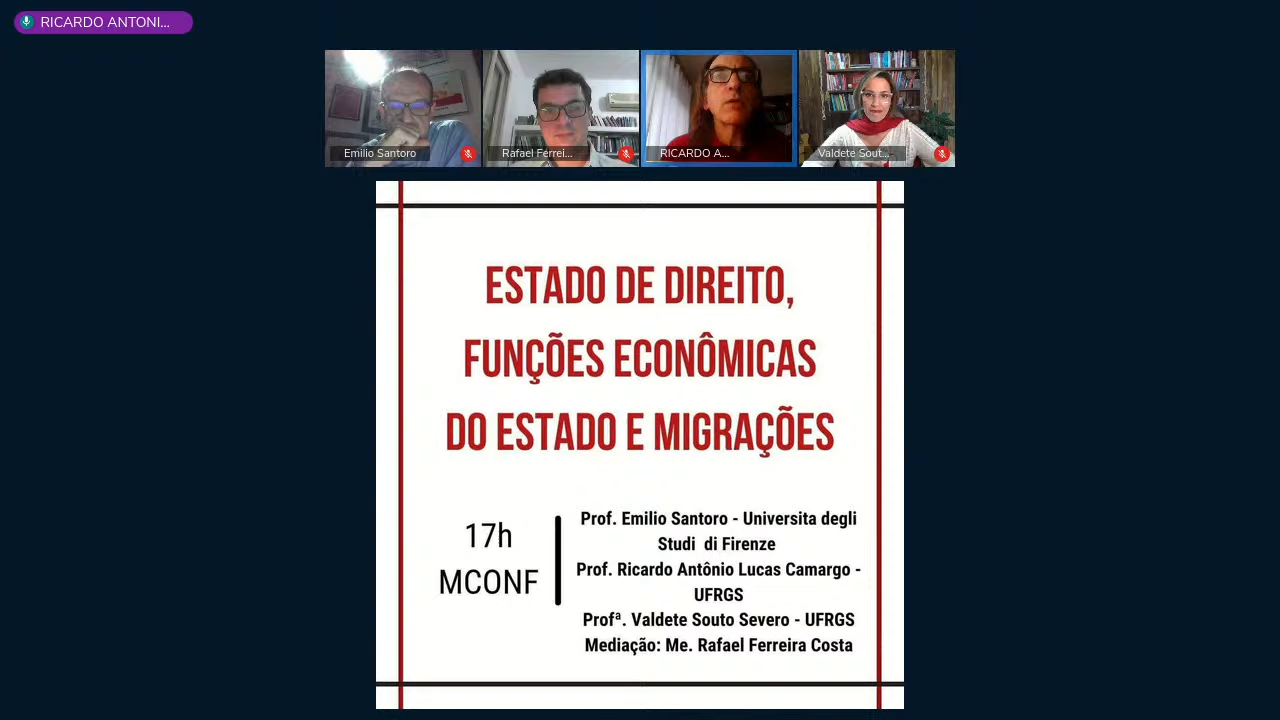 RICARDO ANTONI...
Emilio Santoro
Rafael Ferrei...
RICARDO A...
Valdete Sout...
ESTADO DE DIREITO,
FUNÇÕES ECONÔMICAS
DO ESTADO E MIGRAÇÕES
17h
MCONF
Prof. Emilio Santoro - Universita degli
Studi di Firenze
Prof. Ricardo Antônio Lucas Camargo -
UFRGS
Profª. Valdete Souto Severo - UFRGS
Mediação: Me. Rafael Ferreira Costa